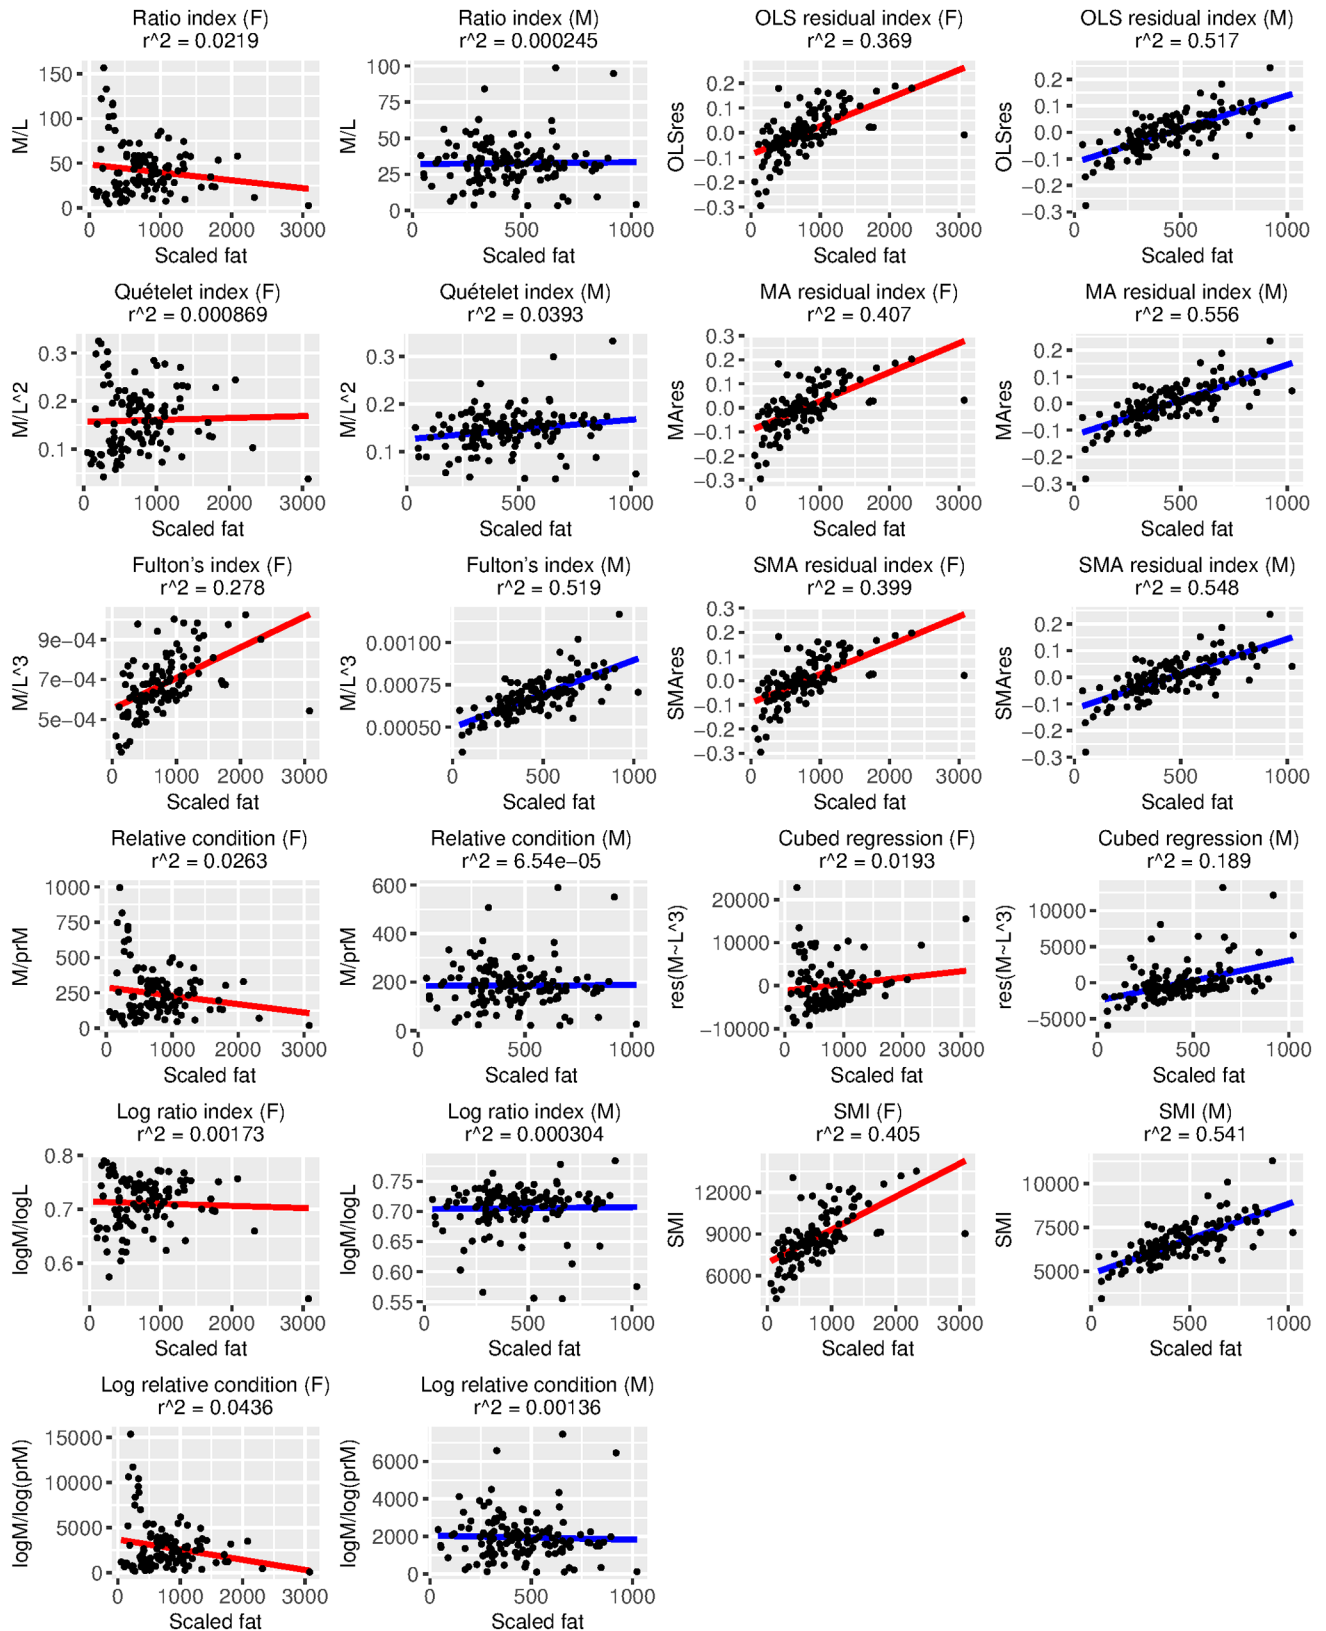 Ratio index (F)
r^2 = 0.0219
M/L
150
100
50
0
0 1000 2000 3000
Scaled fat
Ratio index (M)
r^2 = 0.000245
M/L
100
75
50
25
0
0 500 1000
Scaled fat
OLS residual index (F)
r^2 = 0.369
OLSres
0.2
0.1
0.0
−0.1
−0.2
−0.3
0 1000 2000 3000
Scaled fat
OLS residual index (M)
r^2 = 0.517
OLSres
0.2
0.1
0.0
−0.1
−0.2
−0.3
0 500 1000
Scaled fat
Quételet index (F)
r^2 = 0.000869
M/L^2
0.3
0.2
0.1
0 1000 2000 3000
Scaled fat
Quételet index (M)
r^2 = 0.0393
M/L^2
0.3
0.2
0.1
0 500 1000
Scaled fat
MA residual index (F)
r^2 = 0.407
MAres
0.3
0.2
0.1
0.0
−0.1
−0.2
−0.3
0 1000 2000 3000
Scaled fat
MA residual index (M)
r^2 = 0.556
MAres
0.2
0.1
0.0
−0.1
−0.2
−0.3
0 500 1000
Scaled fat
Fulton's index (F)
r^2 = 0.278
M/L^3
9e−04
7e−04
5e−04
0 1000 2000 3000
Scaled fat
Fulton's index (M)
r^2 = 0.519
M/L^3
0.00100
0.00075
0.00050
0 500 1000
Scaled fat
SMA residual index (F)
r^2 = 0.399
SMAres
0.3
0.2
0.1
0.0
−0.1
−0.2
−0.3
0 1000 2000 3000
Scaled fat
SMA residual index (M)
r^2 = 0.548
SMAres
0.2
0.1
0.0
−0.1
−0.2
−0.3
0 500 1000
Scaled fat
Relative condition (F)
r^2 = 0.0263
M/prM
1000
750
500
250
0
0 1000 2000 3000
Scaled fat
Relative condition (M)
r^2 = 6.54e−05
M/prM
600
400
200
0
0 500 1000
Scaled fat
Cubed regression (F)
r^2 = 0.0193
res(M~L^3)
20000
10000
0
−10000
0 1000 2000 3000
Scaled fat
Cubed regression (M)
r^2 = 0.189
res(M~L^3)
10000
5000
0
−5000
0 500 1000
Scaled fat
Log ratio index (F)
r^2 = 0.00173
logM/logL
0.8
0.7
0.6
0 1000 2000 3000
Scaled fat
Log ratio index (M)
r^2 = 0.000304
logM/logL
0.75
0.70
0.65
0.60
0.55
0 500 1000
Scaled fat
SMI (F)
r^2 = 0.405
SMI
12000
9000
6000
0 1000 2000 3000
Scaled fat
SMI (M)
r^2 = 0.541
SMI
10000
7500
5000
0 500 1000
Scaled fat
Log relative condition (F)
r^2 = 0.0436
logM/log(prM)
15000
10000
5000
0
0 1000 2000 3000
Scaled fat
Log relative condition (M)
r^2 = 0.00136
logM/log(prM)
6000
4000
2000
0
0 500 1000
Scaled fat